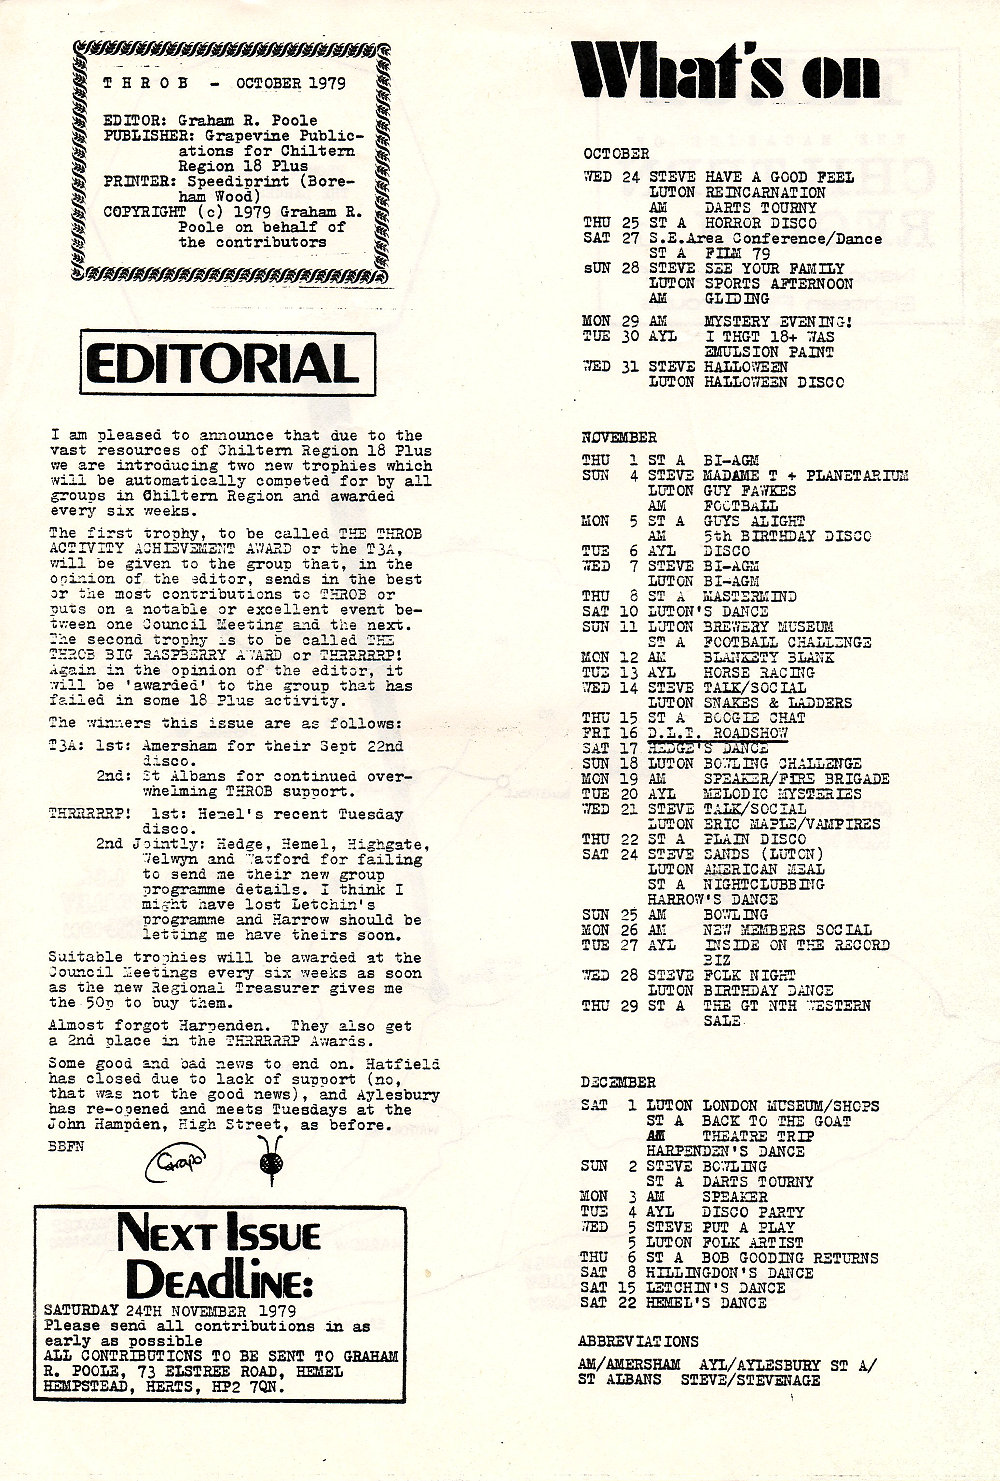 T H R O B - OCTOBER 1979
EDITOR: Graham R. Poole
PUBLISHER: Grapevine Public-
ations for Chiltern
Region 18 Plus
PRINTER: Speediprint (Bore-
ham Wood)
COPYRIGHT (c) 1979 Graham R.
Poole on behalf of
the contributors
EDITORIAL
I am pleased to announce that due to the
vast resources of Chiltern Region 18 Plus
we are introducing two new trophies which
will be automatically competed for by all
groups in Chiltern Region and awarded
every six weeks.
The first trophy, to be called THE THROB
ACTIVITY ACHIEVEMENT AWARD or the T3A,
will be given to the group that, in the
opinion of the editor, sends in the best
or the most contributions to THROB or
puts on a notable or excellent event be-
tween one Council Meeting and the next.
The second trophy is to be called THE
THROB BIG RASPBERRY AWARD or THRRRRRP!
Again in the opinion of the editor, it
will be 'awarded' to the group that has
failed in some 18 Plus activity.
The winners this issue are as follows:
T3A: 1st: Amersham for their Sept 22nd
disco.
2nd: St Albans for continued over-
whelming THROB support.
THRRRRRP! 1st: Hemel's recent Tuesday
disco.
2nd Jointly: Hedge, Hemel, Highgate,
Welwyn and Watford for failing
to send me their new group
programme details. I think I
might have lost Letchin's
programme and Harrow should be
letting me have theirs soon.
Suitable trophies will be awarded at the
Council Meetings every six weeks as soon
as the new Regional Treasurer gives me
the 50p to buy them.
Almost forgot Harpenden. They also get
a 2nd place in the THRRRRRP Awards.
Some good and bad news to end on. Hatfield
has closed due to lack of support (no,
that was not the good news), and Aylesbury
has re-opened and meets Tuesdays at the
John Hampden, High Street, as before.
BBFN
Grapo
NEXT ISSUE
DEADLINE:
SATURDAY 24TH NOVEMBER 1979
Please send all contributions in as
early as possible
ALL CONTRIBUTIONS TO BE SENT TO GRAHAM
R. POOLE, 73 ELSTREE ROAD, HEMEL
HEMPSTEAD, HERTS, HP2 7QN.
What's on
OCTOBER
WED 24 STEVE HAVE A GOOD FEEL
LUTON REINCARNATION
AM DARTS TOURNY
THU 25 ST A HORROR DISCO
SAT 27 S.E.Area Conference/Dance
ST A FILM 79
sUN 28 STEVE SEE YOUR FAMILY
LUTON SPORTS AFTERNOON
AM GLIDING
MON 29 AM MYSTERY EVENING!
TUE 30 AYL I THGT 18+ WAS
EMULSION PAINT
WED 31 STEVE HALLOWEEN
LUTON HALLOWEEN DISCO
NOVEMBER
THU 1 ST A BI-AGM
SUN 4 STEVE MADAME T + PLANETARIUM
LUTON GUY FAWKES
AM FOOTBALL
MON 5 ST A GUYS ALIGHT
AM 5th BIRTHDAY DISCO
TUE 6 AYL DISCO
WED 7 STEVE BI-AGM
LUTON BI-AGM
THU 8 ST A MASTERMIND
SAT 10 LUTON'S DANCE
SUN 11 LUTON BREWERY MUSEUM
ST A FOOTBALL CHALLENGE
MON 12 AM BLANKETY BLANK
TUE 13 AYL HORSE RACING
WED 14 STEVE TALK/SOCIAL
LUTON SNAKES & LADDERS
THU 15 ST A BOOGIE CHAT
FRI 16 D.L.T. ROADSHOW
SAT 17 HEDGE'S DANCE
SUN 18 LUTON BOWLING CHALLENGE
MON 19 AM SPEAKER/FIRE BRIGADE
TUE 20 AYL MELODIC MYSTERIES
WED 21 STEVE TALK/SOCIAL
LUTON ERIC MAPLE/VAMPIRES
THU 22 ST A PLAIN DISCO
SAT 24 STEVE SANDS (LUTON)
LUTON AMERICAN MEAL
ST A NIGHTCLUBBING
HARROW'S DANCE
SUN 25 AM BOWLING
MON 26 AM NEW MEMBERS SOCIAL
TUE 27 AYL INSIDE ON THE RECORD
BIZ
WED 28 STEVE FOLK NIGHT
LUTON BIRTHDAY DANCE
THU 29 ST A THE GT NTH WESTERN
SALE
DECEMBER
SAT 1 LUTON LONDON MUSEUM/SHOPS
ST A BACK TO THE GOAT
AM THEATRE TRIP
HARPENDEN'S DANCE
SUN 2 STEVE BOWLING
ST A DARTS TOURNY
MON 3 AM SPEAKER
TUE 4 AYL DISCO PARTY
WED 5 STEVE PUT A PLAY
5 LUTON FOLK ARTIST
THU 6 ST A BOB GOODING RETURNS
SAT 8 HILLINGDON'S DANCE
SAT 15 LETCHIN'S DANCE
SAT 22 HEMEL'S DANCE
ABBREVIATIONS
AM/AMERSHAM AYL/AYLESBURY ST A/
ST ALBANS STEVE/STEVENAGE